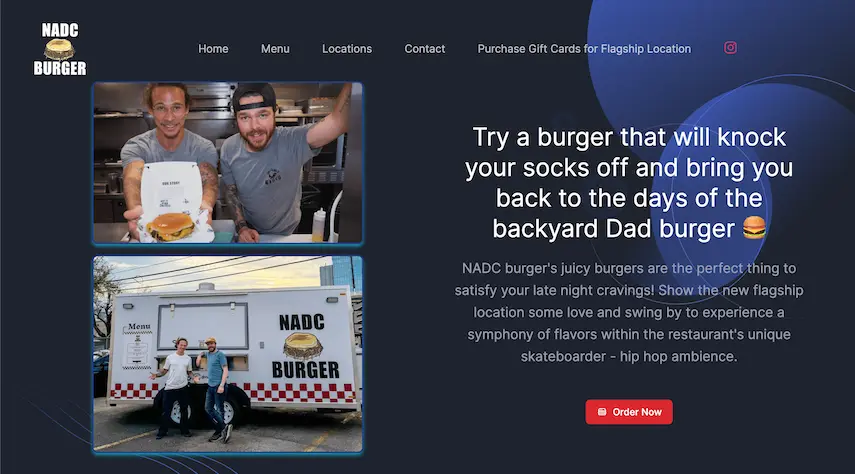 NADC
BURGER
Home
Menu
Locations
Contact
Purchase Gift Cards for Flagship Location
OUR STORY
Try a burger that will knock
your socks off and bring you
back to the days of the
backyard Dad burger 🍔
NADC burger's juicy burgers are the perfect thing to
satisfy your late night cravings! Show the new flagship
location some love and swing by to experience a
symphony of flavors within the restaurant's unique
skateboarder - hip hop ambience.
Order Now
Menu
NADC
BURGER